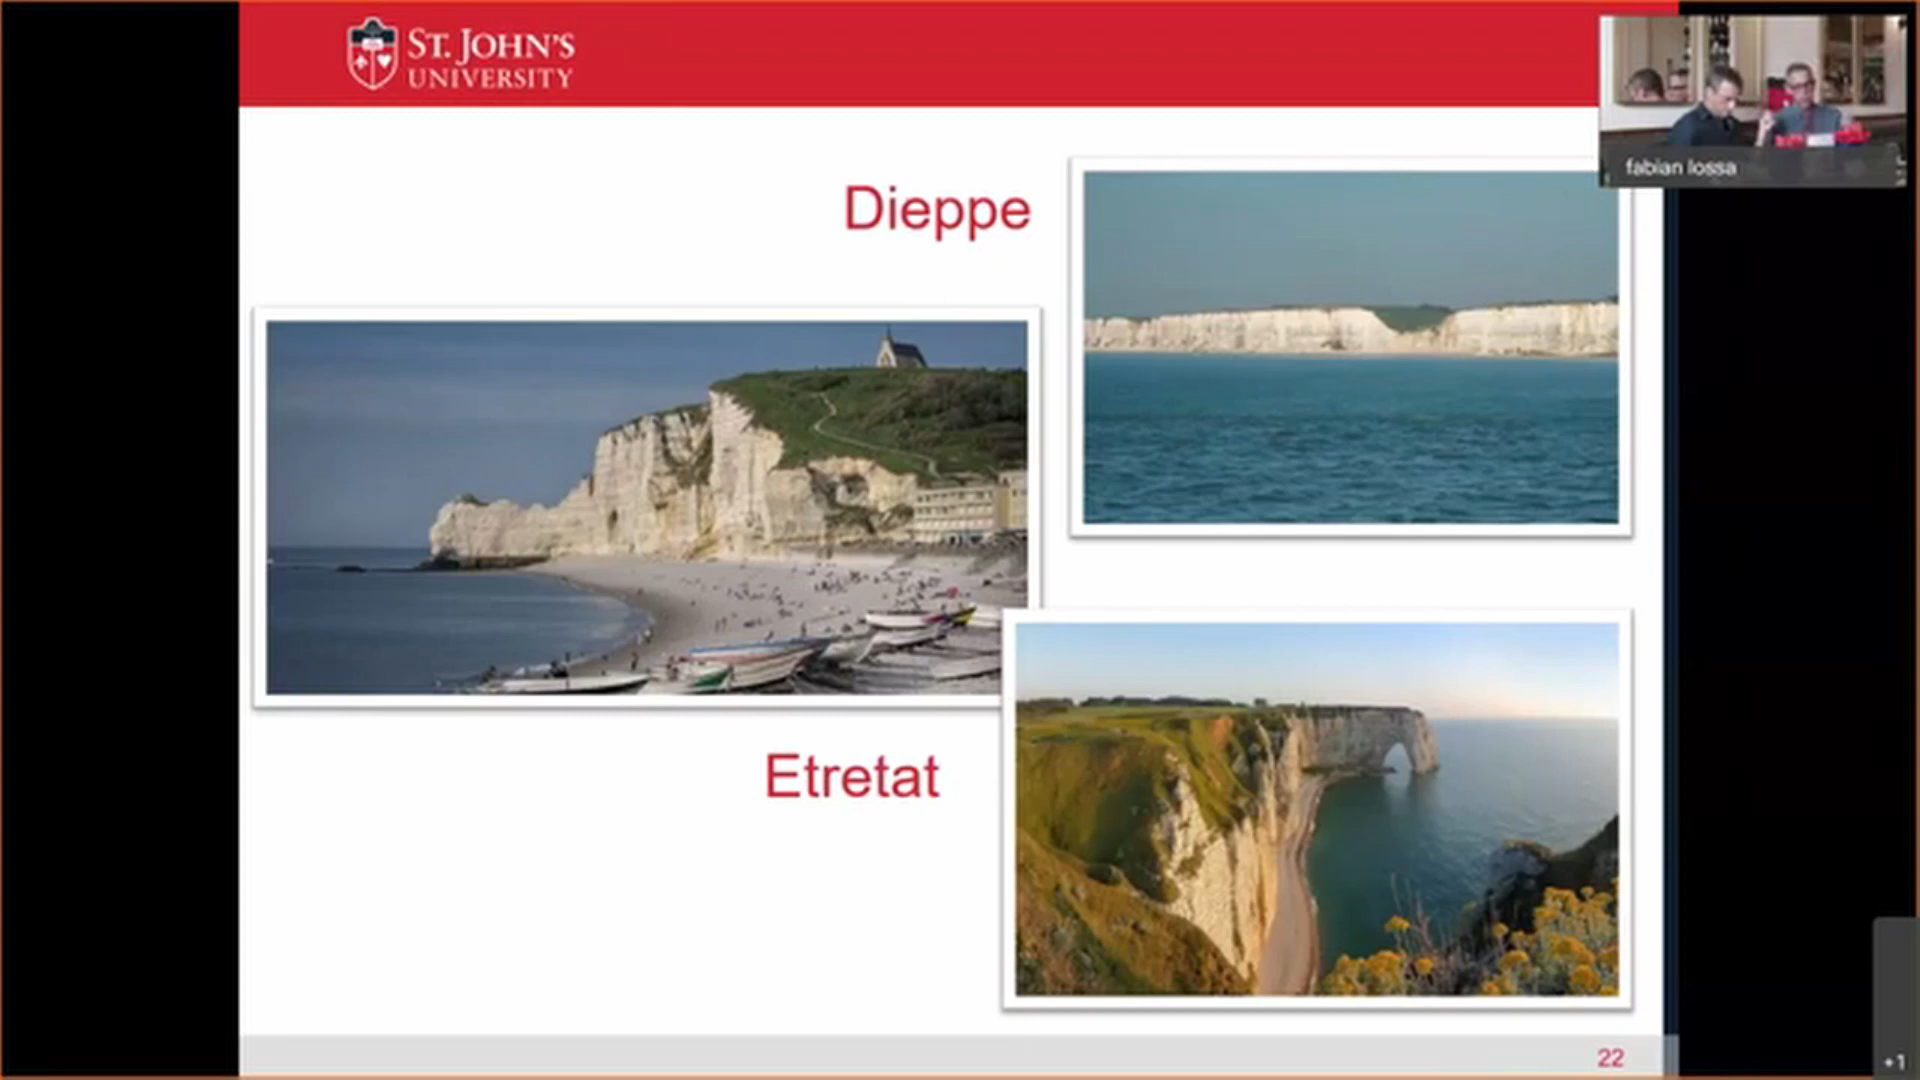 ST. JOHN'S
UNIVERSITY
fabian lossa
Dieppe
Etretat
22
+1